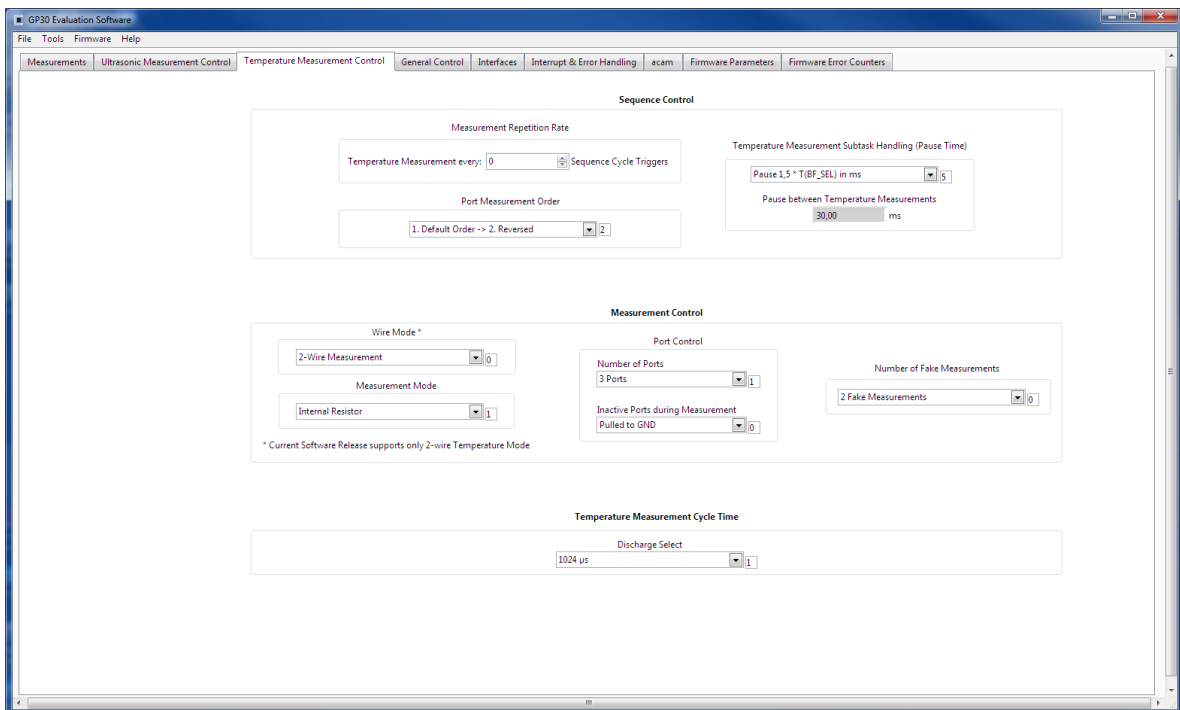 GP30 Evaluation Software
File Tools Firmware Help
Measurements Ultrasonic Measurement Control Temperature Measurement Control General Control Interfaces Interrupt & Error Handling acam Firmware Parameters Firmware Error Counters
Sequence Control
Measurement Repetition Rate
Temperature Measurement every: 0 Sequence Cycle Triggers
Port Measurement Order
1. Default Order -> 2. Reversed 2
Temperature Measurement Subtask Handling (Pause Time)
Pause 1,5 * T(BF_SEL) in ms 5
Pause between Temperature Measurements
30,00 ms
Measurement Control
Wire Mode *
2-Wire Measurement 0
Measurement Mode
Internal Resistor 1
* Current Software Release supports only 2-wire Temperature Mode
Port Control
Number of Ports
3 Ports 1
Inactive Ports during Measurement
Pulled to GND 0
Number of Fake Measurements
2 Fake Measurements 0
Temperature Measurement Cycle Time
Discharge Select
1024 µs 1